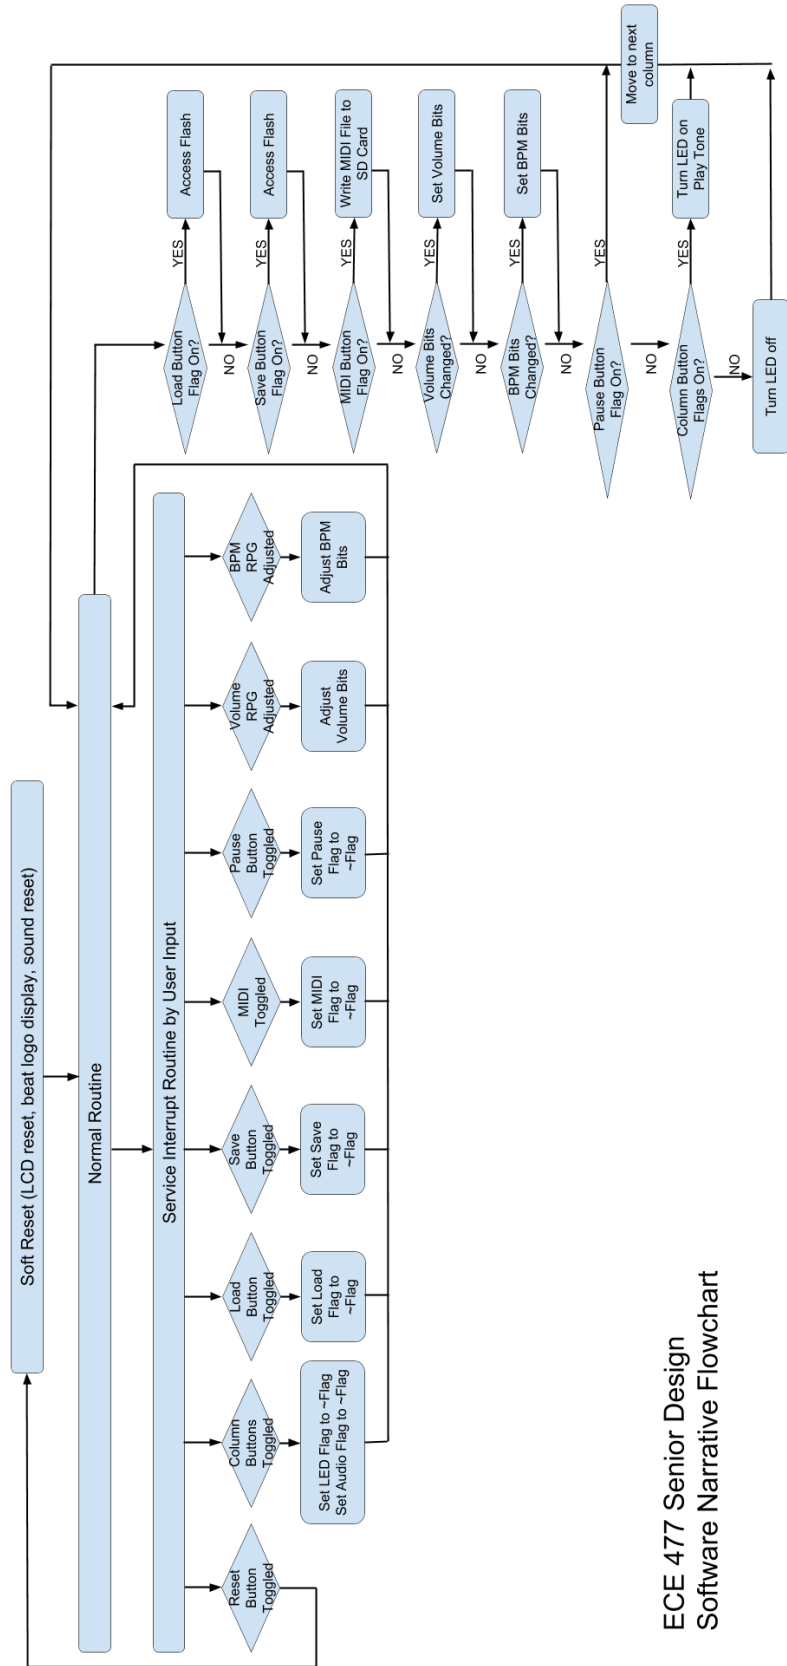 Soft Reset (LCD reset, beat logo display, sound reset)
Normal Routine
Service Interrupt Routine by User Input
Reset
Button
Toggled
Column
Buttons
Toggled
Load
Button
Toggled
Save
Button
Toggled
MIDI
Toggled
Pause
Button
Toggled
Volume
RPG
Adjusted
BPM
RPG
Adjusted
Set LED Flag to ~Flag
Set Audio Flag to ~Flag
Set Load
Flag to
~Flag
Set Save
Flag to
~Flag
Set MIDI
Flag to
~Flag
Set Pause
Flag to
~Flag
Adjust
Volume Bits
Adjust BPM
Bits
Load Button
Flag On?
YES
Access Flash
NO
Save Button
Flag On?
YES
Access Flash
NO
MIDI Button
Flag On?
YES
Write MIDI File to
SD Card
NO
Volume Bits
Changed?
YES
Set Volume Bits
NO
BPM Bits
Changed?
YES
Set BPM Bits
NO
Pause Button
Flag On?
YES
Move to next
column
NO
Column Button
Flags On?
YES
Turn LED on
Play Tone
NO
Turn LED off
ECE 477 Senior Design
Software Narrative Flowchart